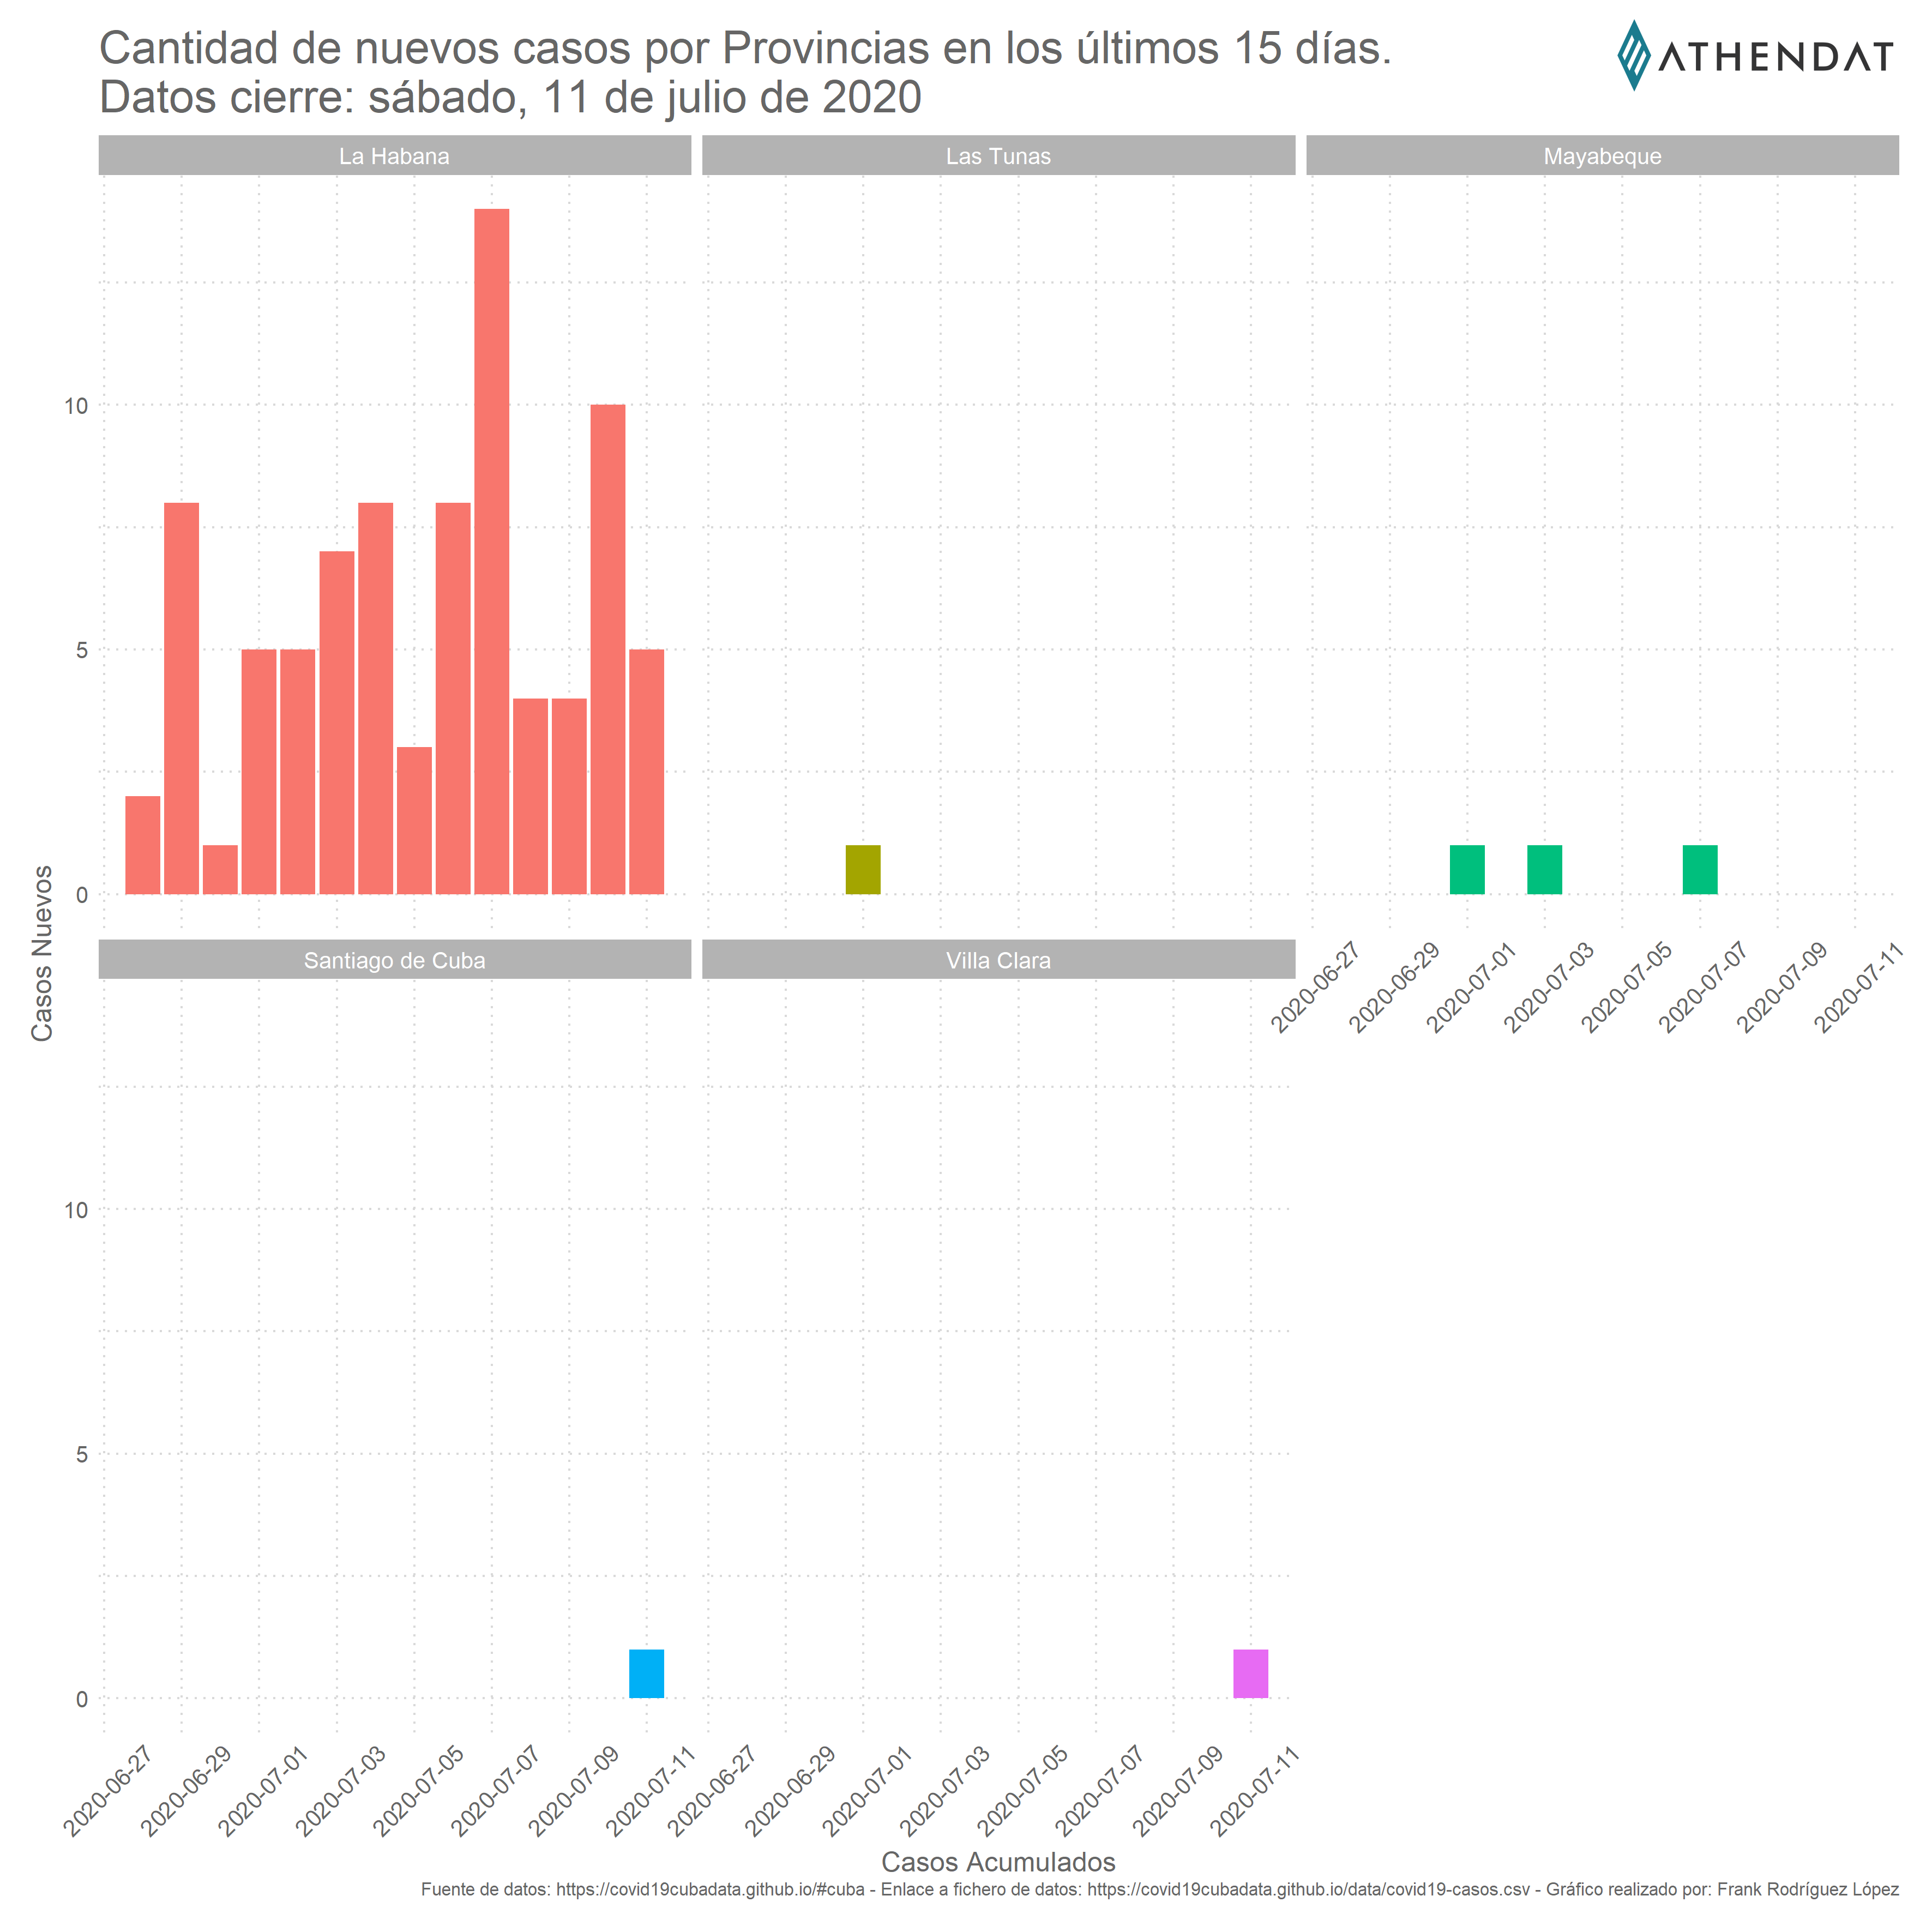 Cantidad de nuevos casos por Provincias en los últimos 15 días.
Datos cierre: sábado, 11 de julio de 2020
ATHENDAT
La Habana
Las Tunas
Mayabeque
10
5
0
2020-06-27
2020-06-29
2020-07-01
2020-07-03
2020-07-05
2020-07-07
2020-07-09
2020-07-11
Casos Nuevos
Santiago de Cuba
Villa Clara
10
5
0
2020-06-27
2020-06-29
2020-07-01
2020-07-03
2020-07-05
2020-07-07
2020-07-09
2020-07-11
2020-06-27
2020-06-29
2020-07-01
2020-07-03
2020-07-05
2020-07-07
2020-07-09
2020-07-11
Casos Acumulados
Fuente de datos: https://covid19cubadata.github.io/#cuba - Enlace a fichero de datos: https://covid19cubadata.github.io/data/covid19-casos.csv - Gráfico realizado por: Frank Rodríguez López